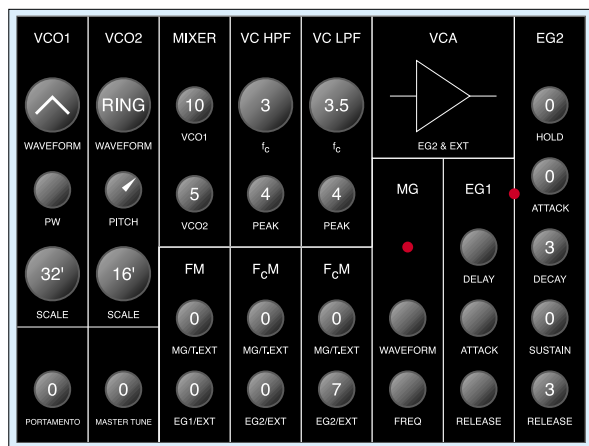 VCO1 VCO2 MIXER VC HPF VC LPF VCA EG2
RING 10 3 3.5 0
WAVEFORM WAVEFORM VCO1 fc fc EG2 & EXT HOLD
MG EG1
5 4 4 0
PW PITCH VCO2 PEAK PEAK ATTACK
32' 16' FM FcM FcM 3
SCALE SCALE DELAY DECAY
0 0 0 0
MG/T.EXT MG/T.EXT MG/T.EXT WAVEFORM ATTACK SUSTAIN
0 0 0 0 7 3
PORTAMENTO MASTER TUNE EG1/EXT EG2/EXT EG2/EXT FREQ RELEASE RELEASE